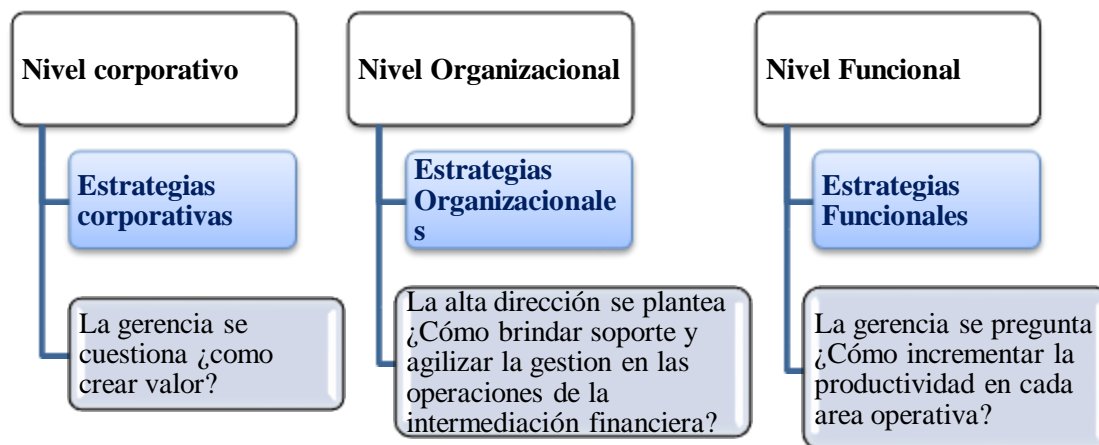 Nivel corporativo
Estrategias
corporativas
La gerencia se
cuestiona ¿como
crear valor?
Nivel Organizacional
Estrategias
Organizacionale
s
La alta dirección se plantea
¿Cómo brindar soporte y
agilizar la gestion en las
operaciones de la
intermediación financiera?
Nivel Funcional
Estrategias
Funcionales
La gerencia se pregunta
¿Cómo incrementar la
productividad en cada
area operativa?